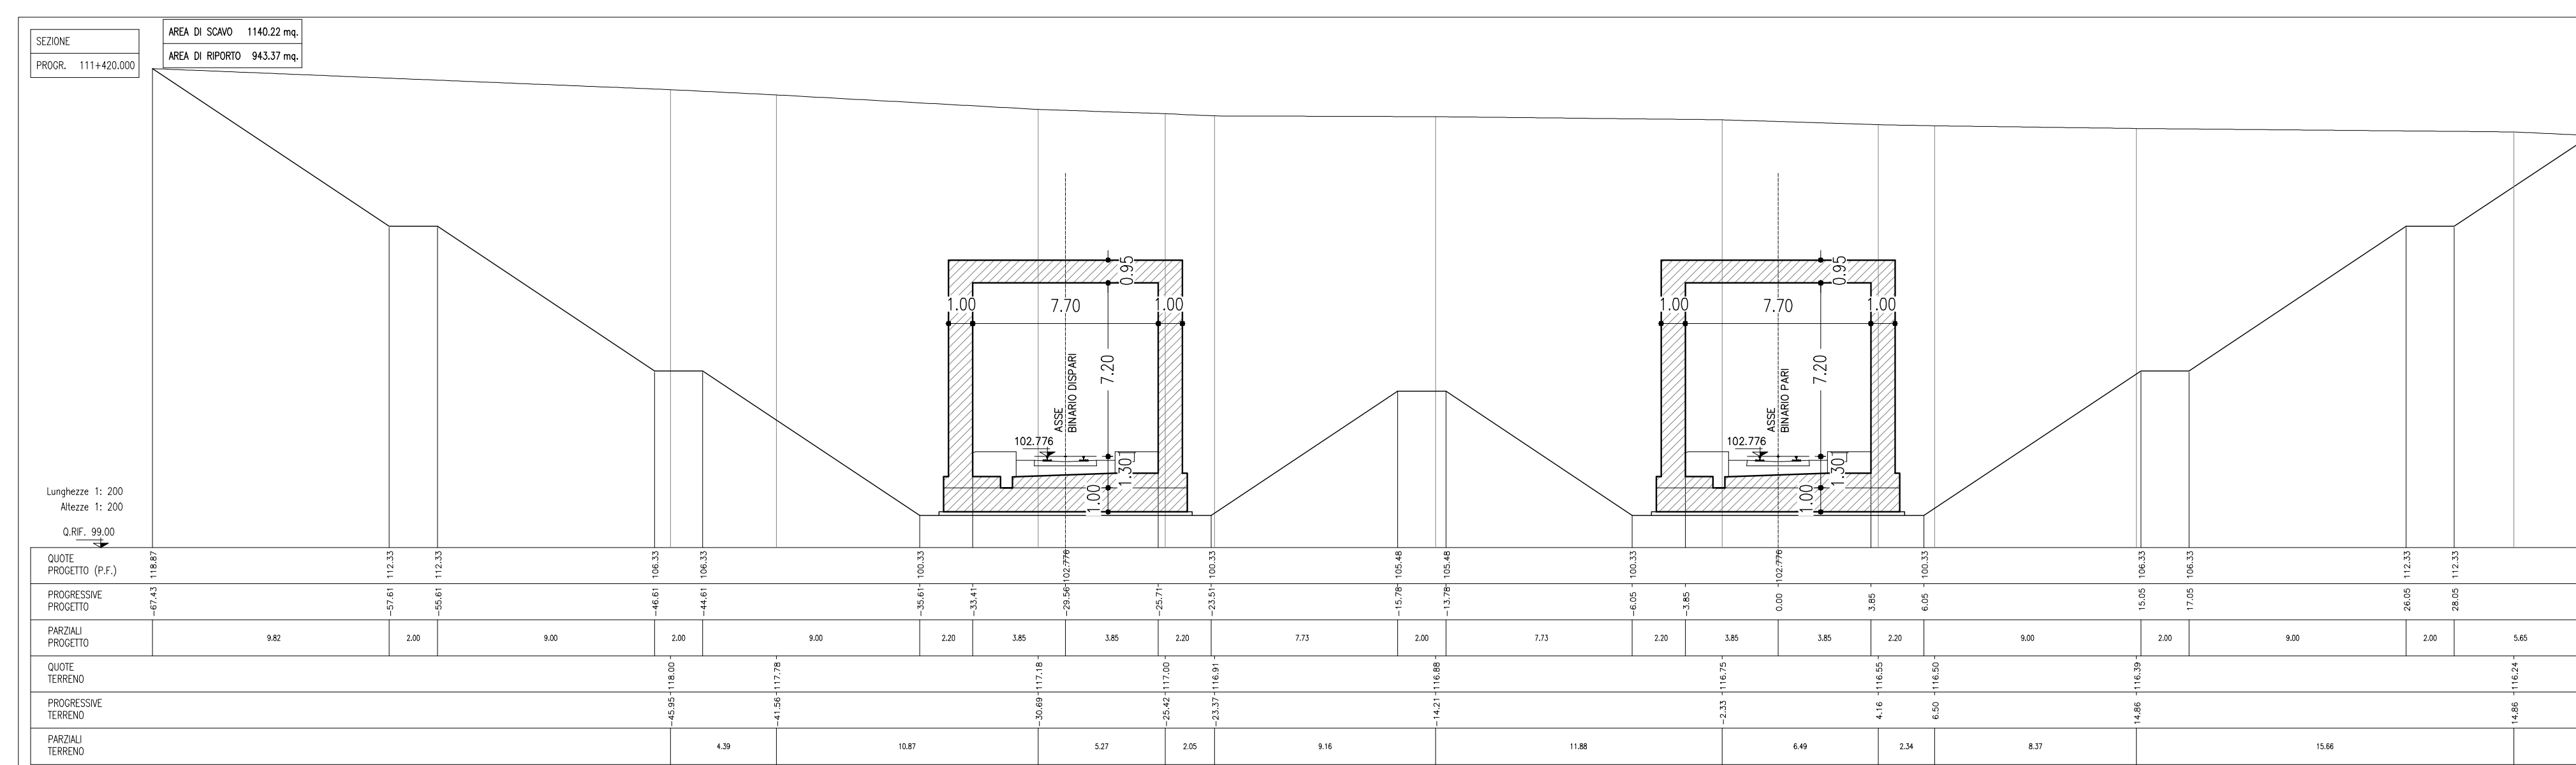 SEZIONE
PROGR. 111+420.000
AREA DI SCAVO 1140.22 mq.
AREA DI RIPORTO 943.37 mq.
0.95
1.00 7.70 1.00
7.20
ASSE
BINARIO DISPARI
102.776
1.30
1.00
0.95
1.00 7.70 1.00
7.20
ASSE
BINARIO PARI
102.776
1.30
1.00
Lunghezze 1: 200
Altezze 1: 200
Q.RIF. 99.00
QUOTE
PROGETTO (P.F.)
118.87 112.33 112.33 106.33 106.33 100.33 102.776 100.33 105.48 105.48 100.33 102.776 100.33 106.33 106.33 112.33 112.33
PROGRESSIVE
PROGETTO
-67.43 -57.61 -55.61 -46.61 -44.61 -35.61 -33.41 -29.56 -25.71 -23.51 -15.78 -13.78 -6.05 -3.85 0.00 3.85 6.05 15.05 17.05 26.05 28.05
PARZIALI
PROGETTO
9.82 2.00 9.00 2.00 9.00 2.20 3.85 3.85 2.20 7.73 2.00 7.73 2.20 3.85 3.85 2.20 9.00 2.00 9.00 2.00 5.65
QUOTE
TERRENO
118.00 117.78 117.18 117.00 116.91 116.88 116.75 116.55 116.50 116.39 116.24
PROGRESSIVE
TERRENO
-45.95 -41.56 -30.69 -25.42 -23.37 -14.21 -2.33 4.16 6.50 14.86 14.86
PARZIALI
TERRENO
4.39 10.87 5.27 2.05 9.16 11.88 6.49 2.34 8.37 15.66